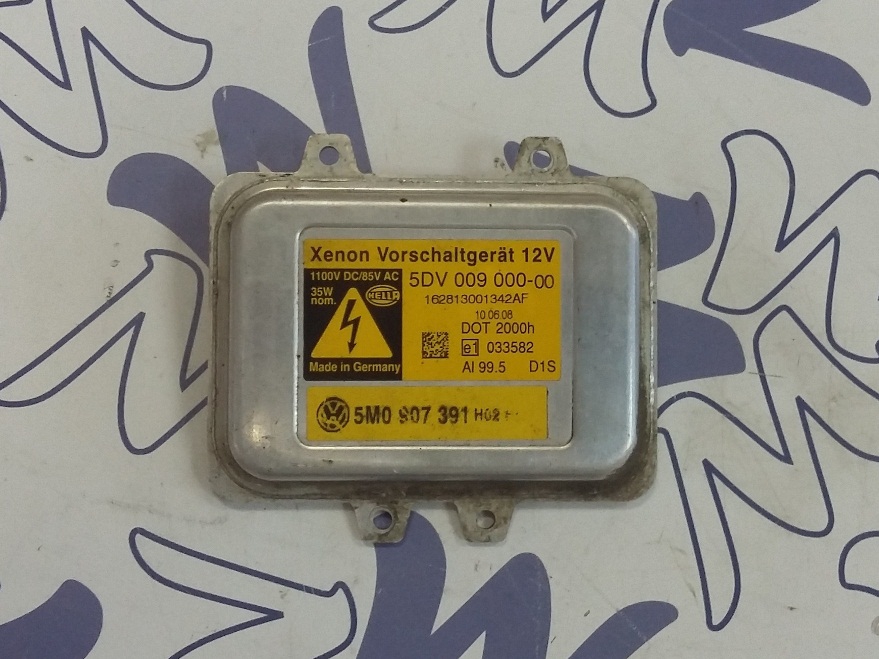 Xenon Vorschaltgerät 12V
1100V DC/85V AC
35W
nom.
HELLA
Made in Germany
5DV 009 000-00
162813001342AF
10.06.08
DOT 2000h
e1 033582
Al 99.5 D1S
5M0 907 391 H02